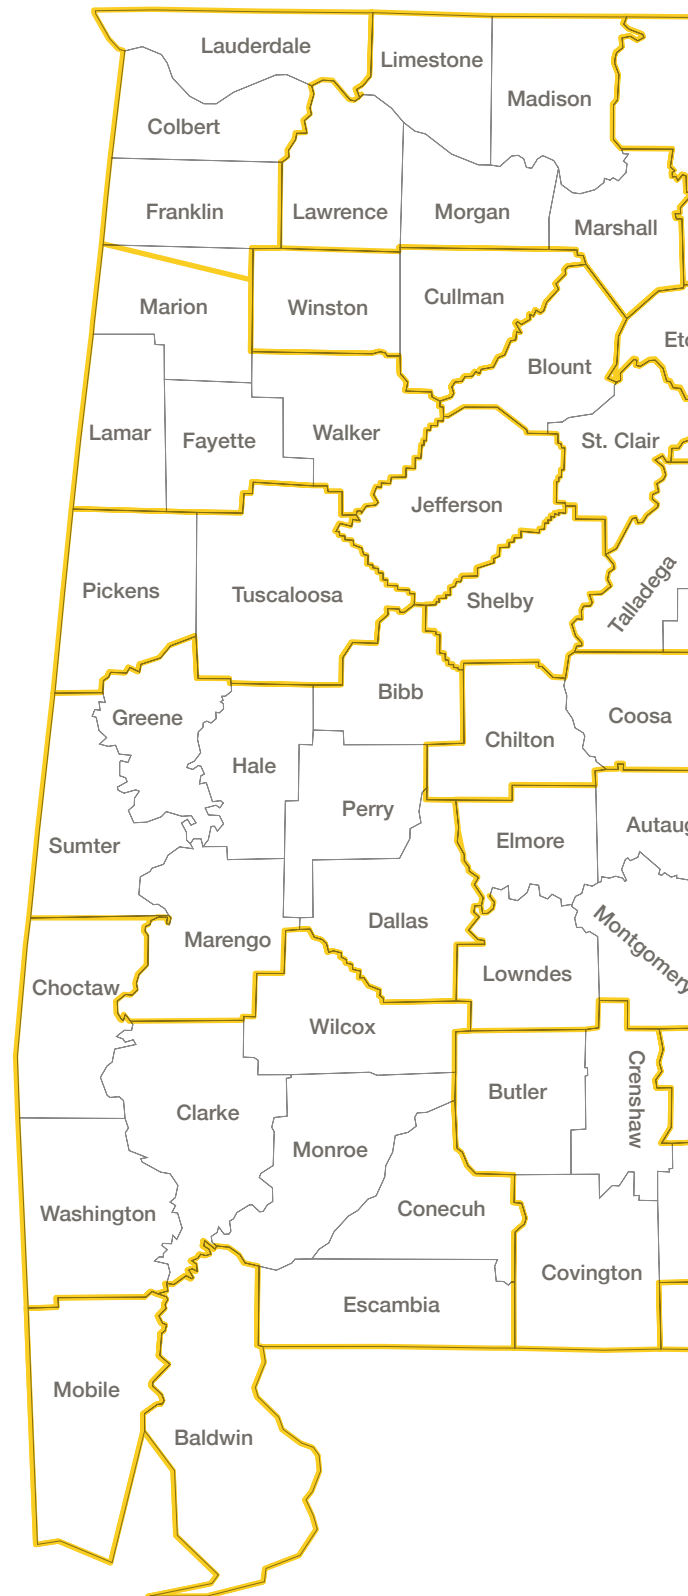 Lauderdale
Limestone
Madison
Colbert
Franklin
Lawrence
Morgan
Marshall
Marion
Winston
Cullman
Eto
Blount
Lamar
Fayette
Walker
St. Clair
Jefferson
Pickens
Tuscaloosa
Shelby
Talladega
Greene
Bibb
Coosa
Hale
Chilton
Perry
Autaug
Sumter
Elmore
Dallas
Marengo
Montgomery
Choctaw
Lowndes
Wilcox
Butler
Crenshaw
Clarke
Monroe
Conecuh
Washington
Covington
Escambia
Mobile
Baldwin